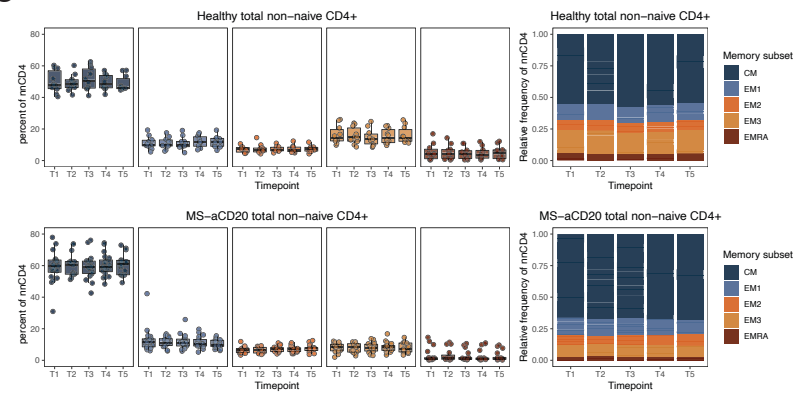 Healthy total non−naive CD4+
percent of nnCD4
80
60
40
20
0
T1 T2 T3 T4 T5
T1 T2 T3 T4 T5
T1 T2 T3 T4 T5
T1 T2 T3 T4 T5
T1 T2 T3 T4 T5
Timepoint
Healthy total non−naive CD4+
Relative frequency of nnCD4
1.00
0.75
0.50
0.25
0.00
T1 T2 T3 T4 T5
Timepoint
Memory subset
CM
EM1
EM2
EM3
EMRA
MS−aCD20 total non−naive CD4+
percent of nnCD4
80
60
40
20
0
T1 T2 T3 T4 T5
T1 T2 T3 T4 T5
T1 T2 T3 T4 T5
T1 T2 T3 T4 T5
T1 T2 T3 T4 T5
Timepoint
MS−aCD20 total non−naive CD4+
Relative frequency of nnCD4
1.00
0.75
0.50
0.25
0.00
T1 T2 T3 T4 T5
Timepoint
Memory subset
CM
EM1
EM2
EM3
EMRA